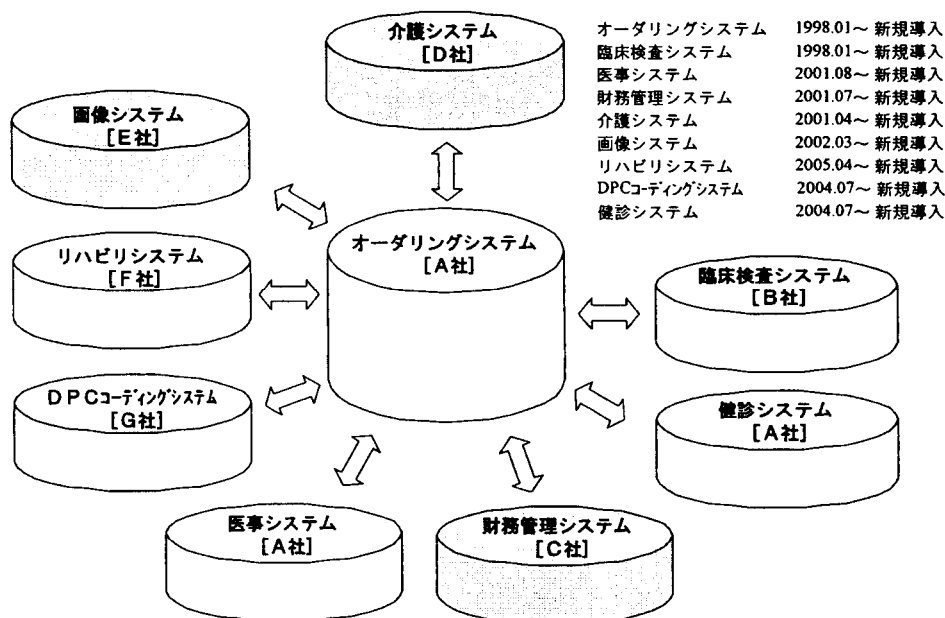 介護システム
[D社]
オーダリングシステム 1998.01~ 新規導入
臨床検査システム 1998.01~ 新規導入
医事システム 2001.08~ 新規導入
財務管理システム 2001.07~ 新規導入
介護システム 2001.04~ 新規導入
画像システム 2002.03~ 新規導入
リハビリシステム 2005.04~ 新規導入
DPCコーディングシステム 2004.07~ 新規導入
健診システム 2004.07~ 新規導入
画像システム
[E社]
オーダリングシステム
[A社]
リハビリシステム
[F社]
臨床検査システム
[B社]
DPCコーディングシステム
[G社]
健診システム
[A社]
医事システム
[A社]
財務管理システム
[C社]